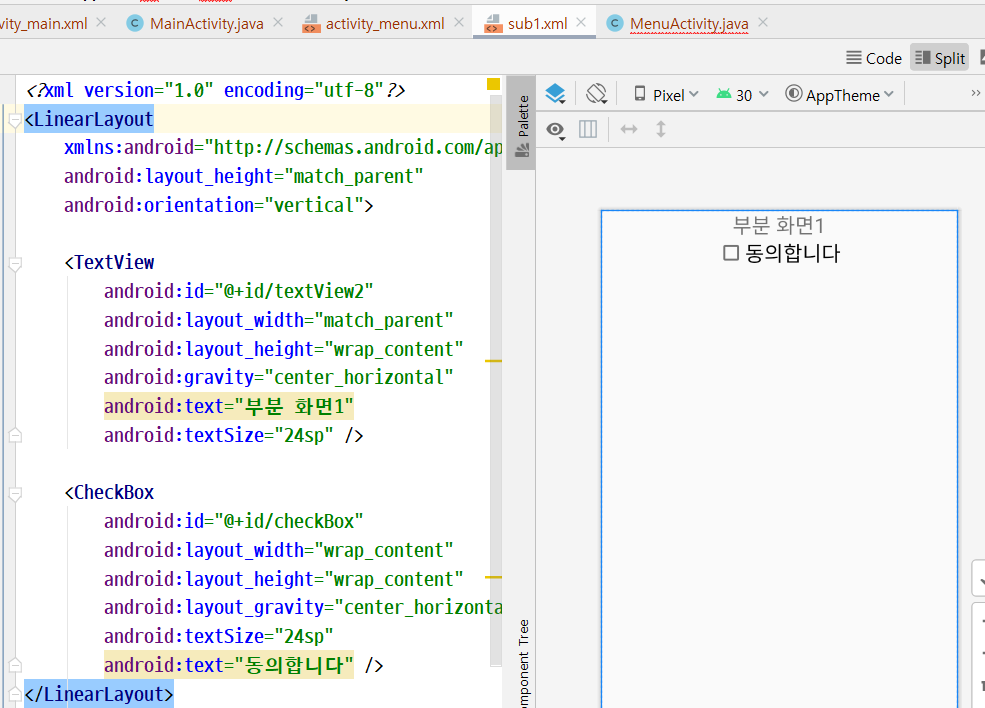 vity_main.xml MainActivity.java activity_menu.xml sub1.xml MenuActivity.java
Code Split
Palette
Pixel 30 AppTheme
<?xml version="1.0" encoding="utf-8"?>
<LinearLayout
xmlns:android="http://schemas.android.com/ap
android:layout_height="match_parent"
android:orientation="vertical">
<TextView
android:id="@+id/textView2"
android:layout_width="match_parent"
android:layout_height="wrap_content"
android:gravity="center_horizontal"
android:text="부분 화면1"
android:textSize="24sp" />
<CheckBox
android:id="@+id/checkBox"
android:layout_width="wrap_content"
android:layout_height="wrap_content"
android:layout_gravity="center_horizonta
android:textSize="24sp"
android:text="동의합니다" />
</LinearLayout>
부분 화면1
동의합니다
omponent Tree